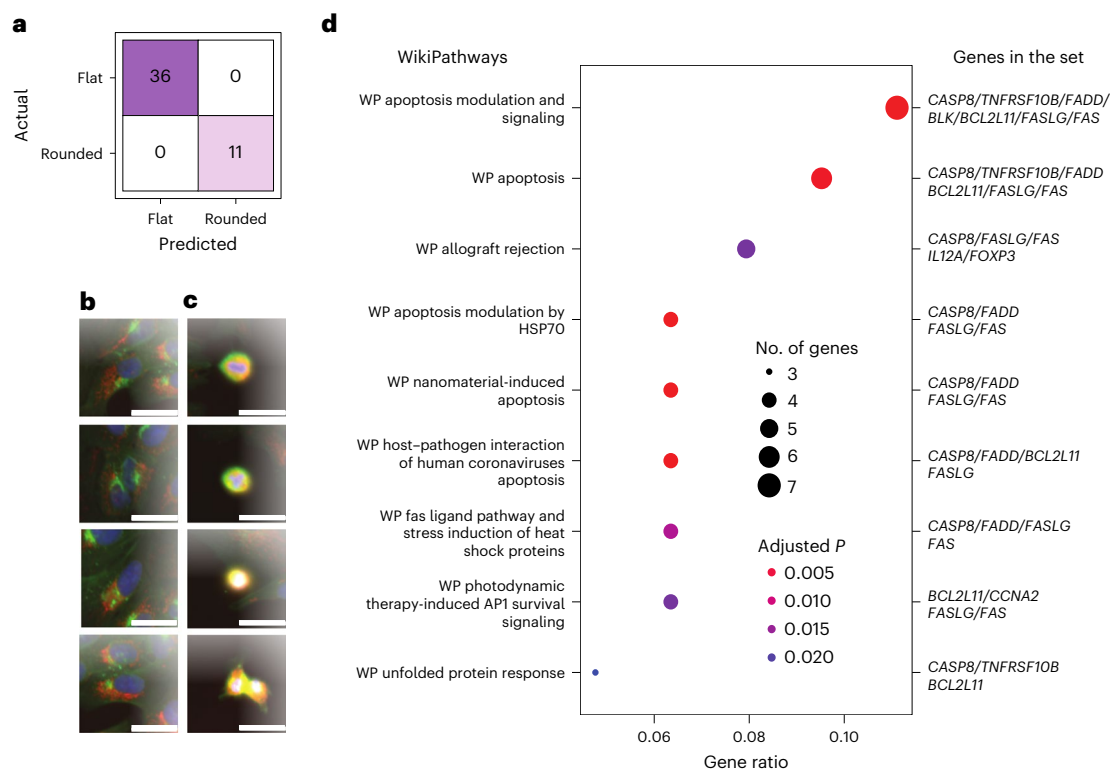 a
Actual
Flat
36
0
Rounded
0
11
Flat
Rounded
Predicted
b
c
d
WikiPathways
Genes in the set
WP apoptosis modulation and
signaling
CASP8/TNFRSF10B/FADD/
BLK/BCL2L11/FASLG/FAS
WP apoptosis
CASP8/TNFRSF10B/FADD
BCL2L11/FASLG/FAS
WP allograft rejection
CASP8/FASLG/FAS
IL12A/FOXP3
WP apoptosis modulation by
HSP70
CASP8/FADD
FASLG/FAS
WP nanomaterial-induced
apoptosis
CASP8/FADD
FASLG/FAS
WP host–pathogen interaction
of human coronaviruses
apoptosis
CASP8/FADD/BCL2L11
FASLG
WP fas ligand pathway and
stress induction of heat
shock proteins
CASP8/FADD/FASLG
FAS
WP photodynamic
therapy-induced AP1 survival
signaling
BCL2L11/CCNA2
FASLG/FAS
WP unfolded protein response
CASP8/TNFRSF10B
BCL2L11
No. of genes
3
4
5
6
7
Adjusted P
0.005
0.010
0.015
0.020
0.06
0.08
0.10
Gene ratio